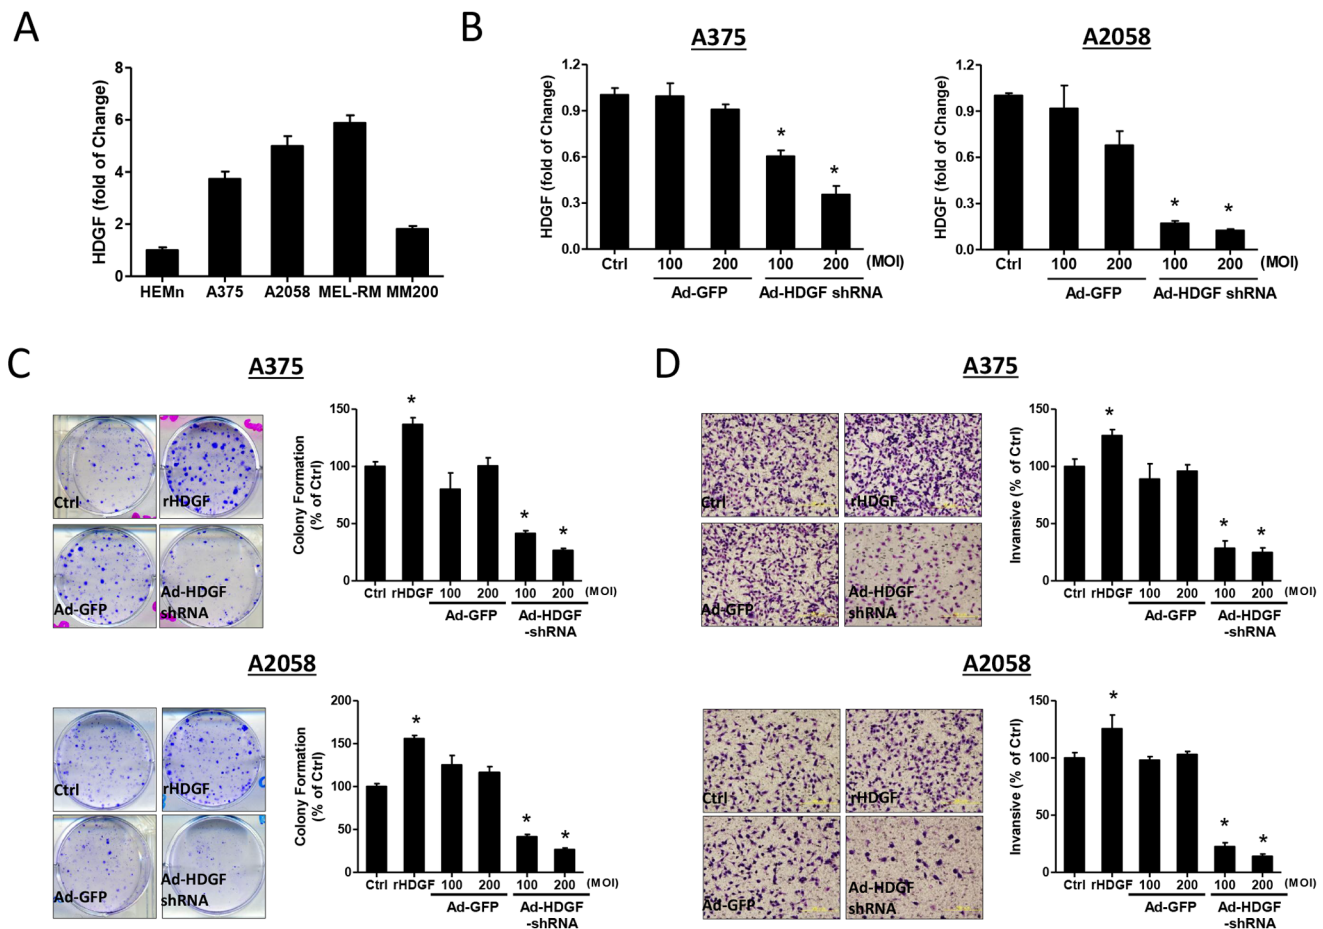 A
HDGF (fold of Change)
8
6
4
2
0
HEMn A375 A2058 MEL-RM MM200
B
A375
HDGF (fold of Change)
1.2
0.9
0.6
0.3
0.0
* *
Ctrl 100 200 100 200 (MOI)
Ad-GFP Ad-HDGF shRNA
A2058
HDGF (fold of Change)
1.2
0.9
0.6
0.3
0.0
* *
Ctrl 100 200 100 200 (MOI)
Ad-GFP Ad-HDGF shRNA
C
A375
Ctrl rHDGF
Ad-GFP Ad-HDGF
shRNA
Colony Formation
(% of Ctrl)
150
100
50
0
* * *
Ctrl rHDGF 100 200 100 200 (MOI)
Ad-GFP Ad-HDGF
-shRNA
A2058
Ctrl rHDGF
Ad-GFP Ad-HDGF
shRNA
Colony Formation
(% of Ctrl)
200
150
100
50
0
* * *
Ctrl rHDGF 100 200 100 200 (MOI)
Ad-GFP Ad-HDGF
-shRNA
D
A375
Ctrl rHDGF
Ad-GFP Ad-HDGF
shRNA
Invansive (% of Ctrl)
150
100
50
0
* * *
Ctrl rHDGF 100 200 100 200 (MOI)
Ad-GFP Ad-HDGF
-shRNA
A2058
Ctrl rHDGF
Ad-GFP Ad-HDGF
shRNA
Invansive (% of Ctrl)
150
100
50
0
* * *
Ctrl rHDGF 100 200 100 200 (MOI)
Ad-GFP Ad-HDGF
-shRNA